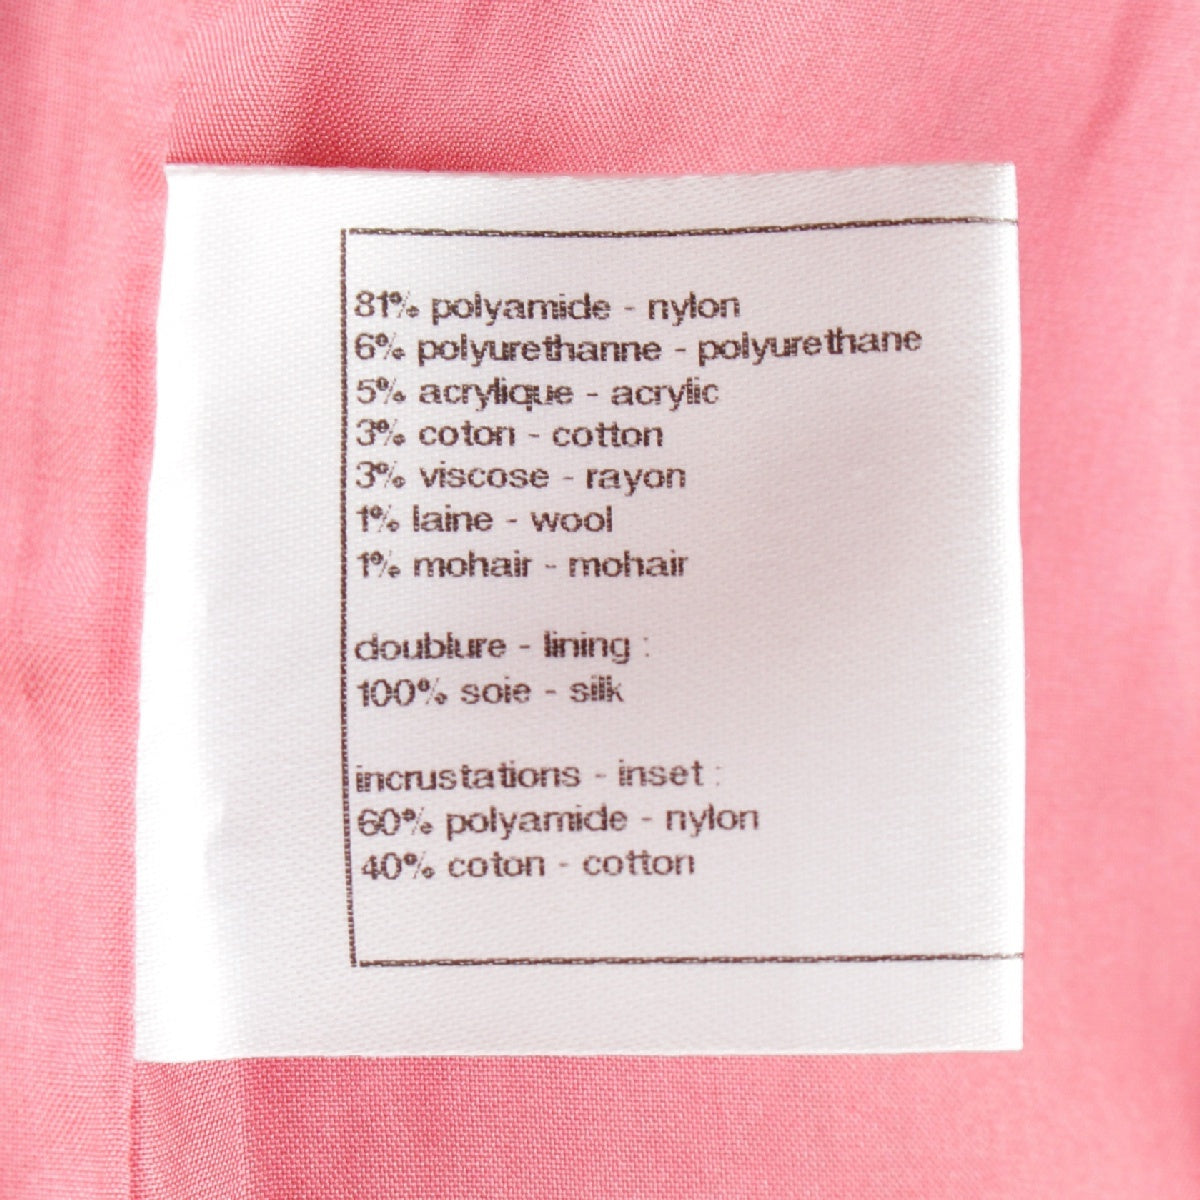 81% polyamide - nylon
6% polyurethanne - polyurethane
5% acrylique - acrylic
3% coton - cotton
3% viscose - rayon
1% laine - wool
1% mohair - mohair
doublure - lining :
100% soie - silk
incrustations - inset :
60% polyamide - nylon
40% coton - cotton